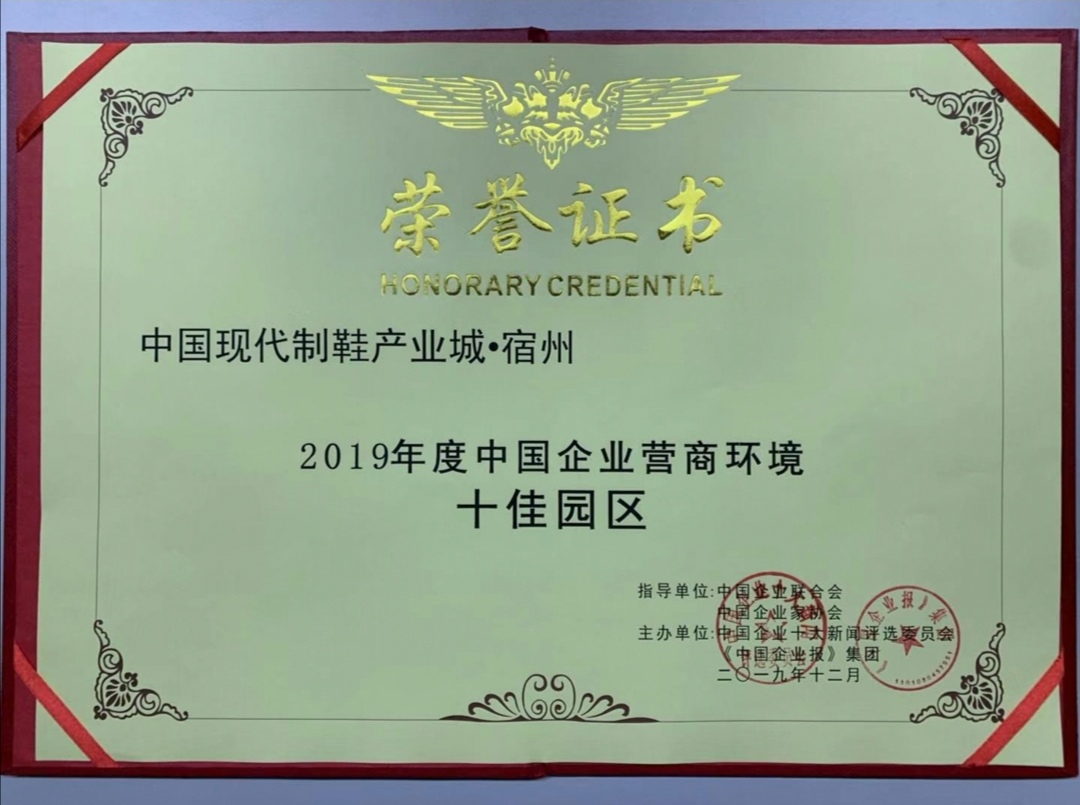 荣誉证书
HONORARY CREDENTIAL
中国现代制鞋产业城•宿州
2019年度中国企业营商环境
十佳园区
指导单位:中国企业联合会
中国企业家协会
主办单位:中国企业十大新闻评选委员会
《中国企业报》集团
二〇一九年十二月